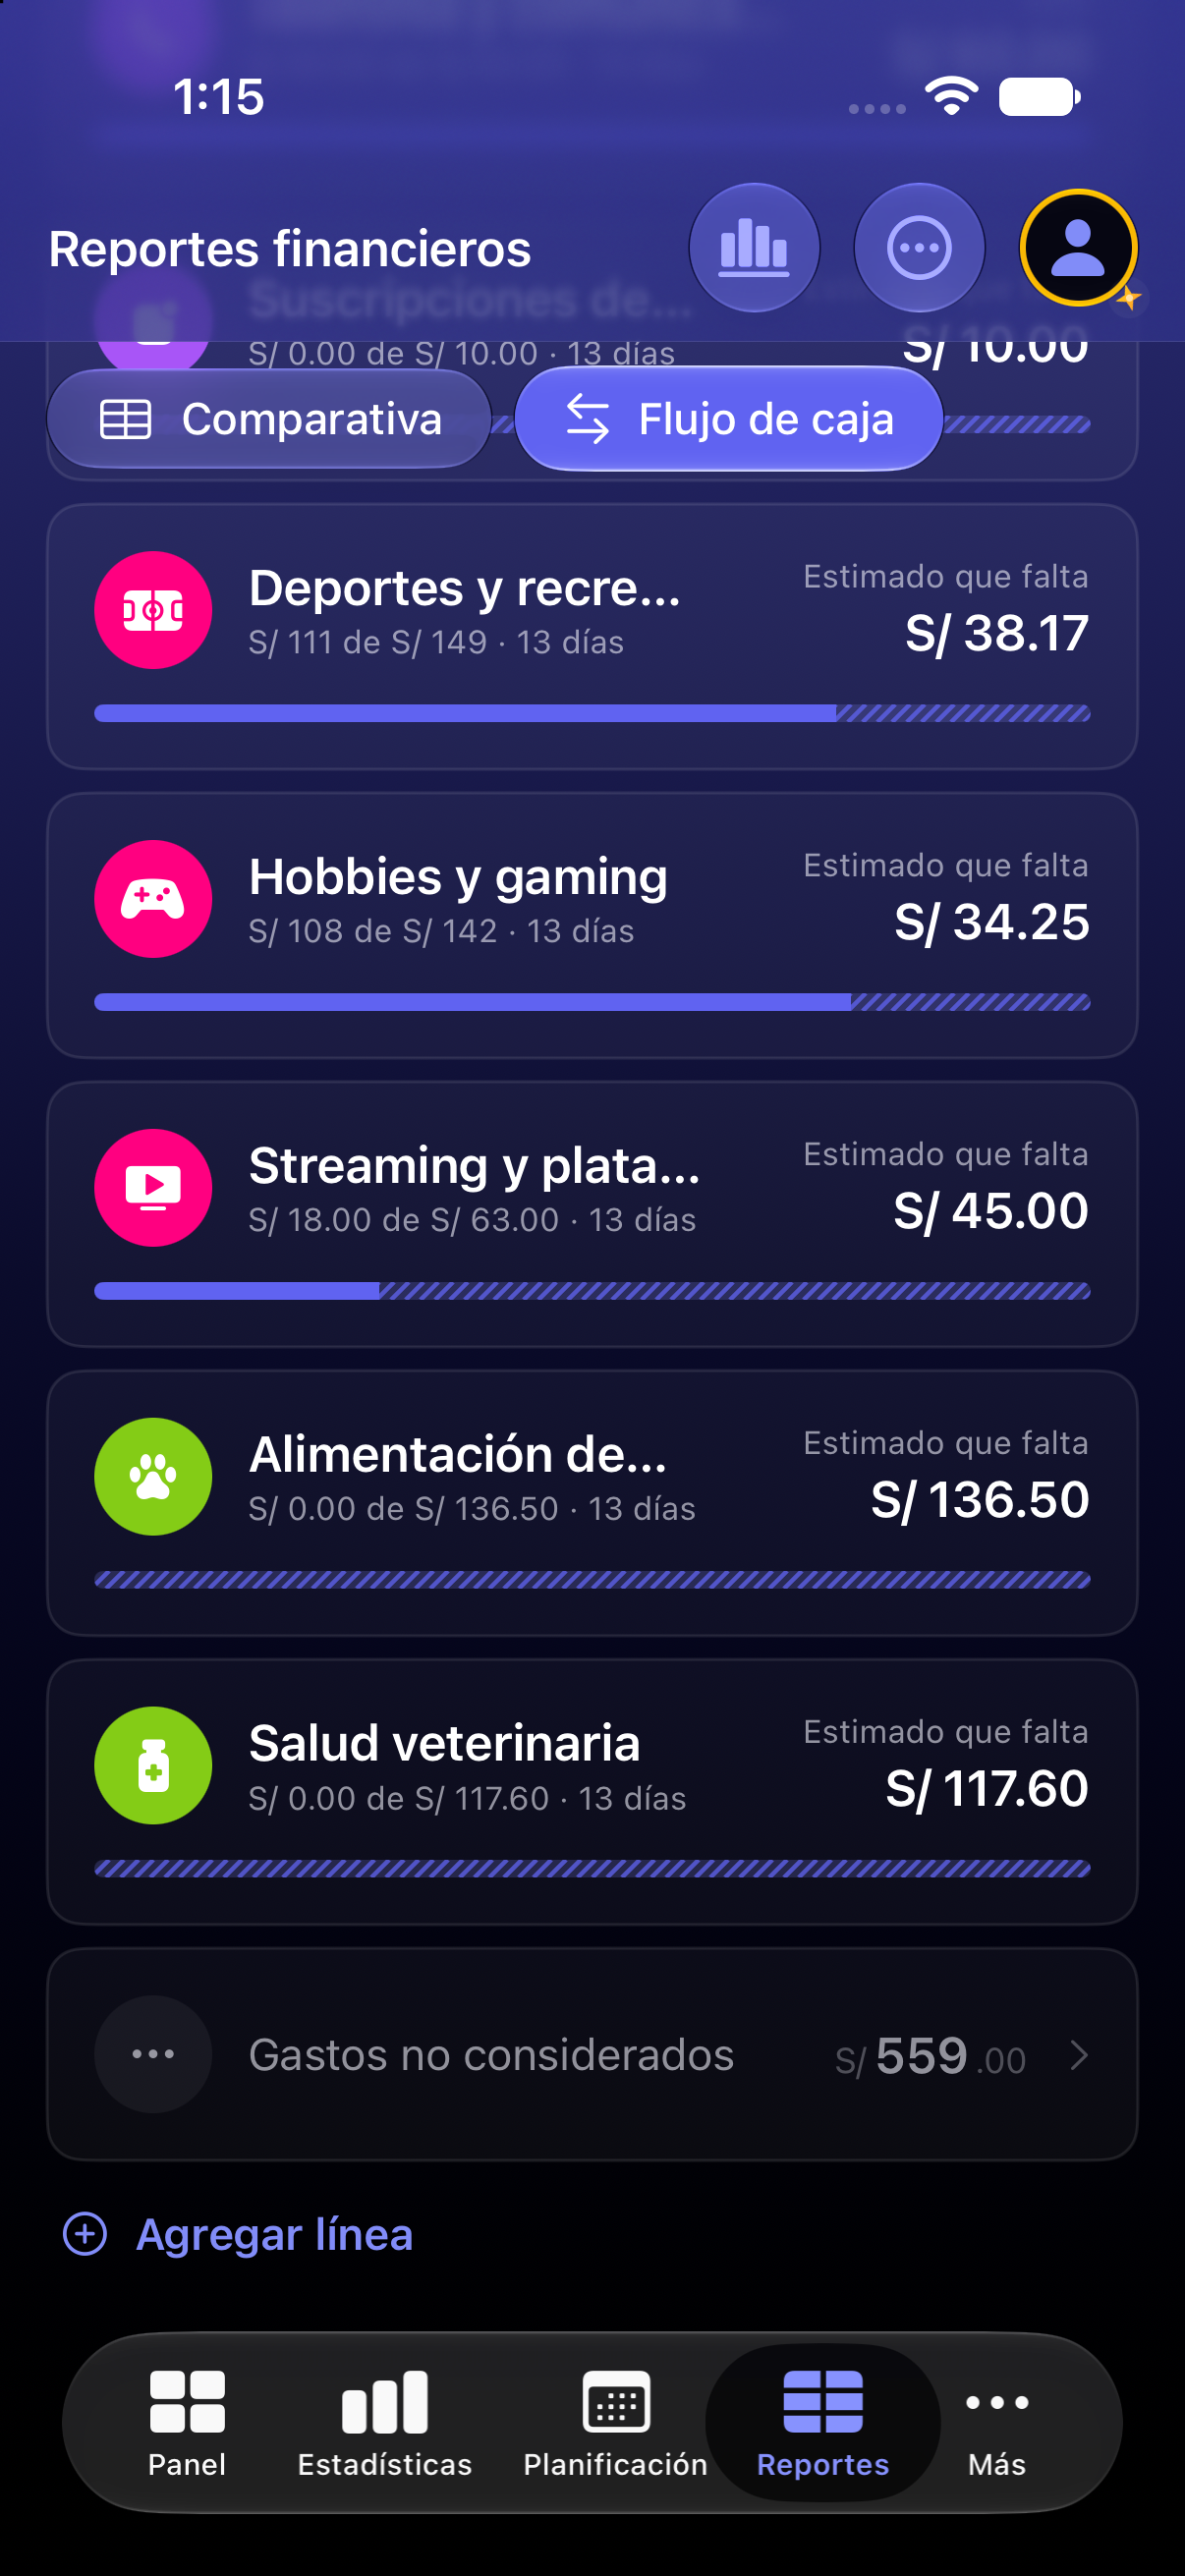 1:15
Reportes financieros
Suscripciones de...
S/ 0.00 de S/ 10.00 · 13 días
S/ 10.00
Comparativa
Flujo de caja
Deportes y recre...
Estimado que falta
S/ 111 de S/ 149 · 13 días
S/ 38.17
Hobbies y gaming
Estimado que falta
S/ 108 de S/ 142 · 13 días
S/ 34.25
Streaming y plata...
Estimado que falta
S/ 18.00 de S/ 63.00 · 13 días
S/ 45.00
Alimentación de...
Estimado que falta
S/ 0.00 de S/ 136.50 · 13 días
S/ 136.50
Salud veterinaria
Estimado que falta
S/ 0.00 de S/ 117.60 · 13 días
S/ 117.60
Gastos no considerados
S/ 559.00
Agregar línea
Panel
Estadísticas
Planificación
Reportes
Más